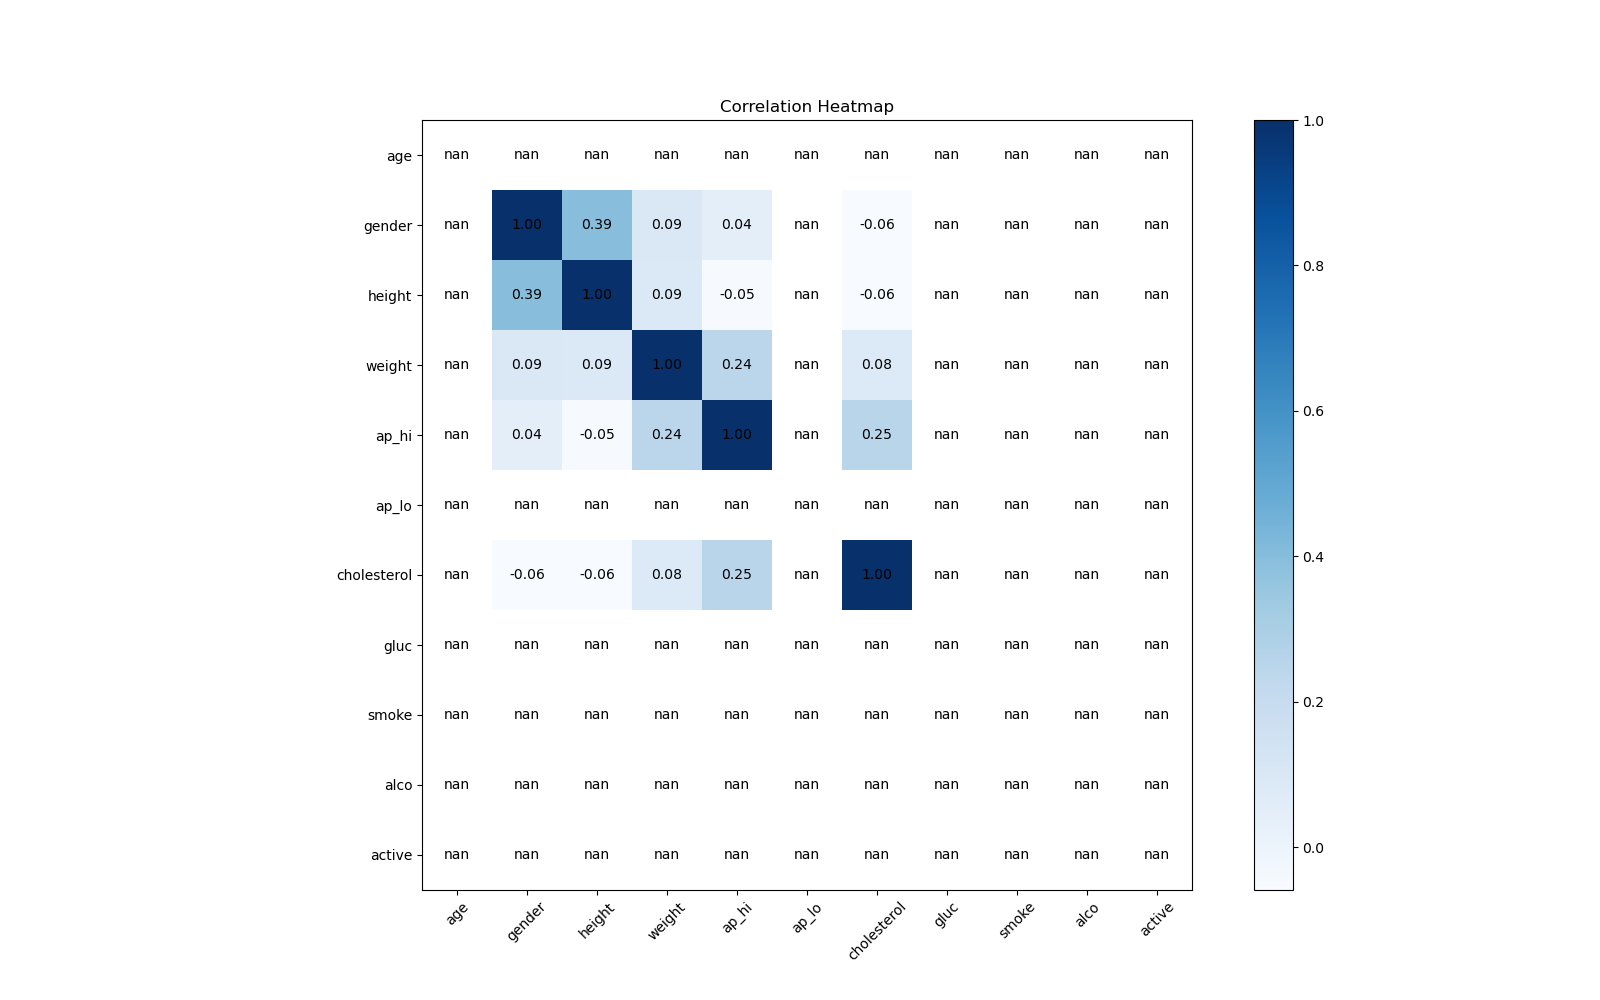 Correlation Heatmap
age nan nan nan nan nan nan nan nan nan nan nan
gender nan 1.00 0.39 0.09 0.04 nan -0.06 nan nan nan nan
height nan 0.39 1.00 0.09 -0.05 nan -0.06 nan nan nan nan
weight nan 0.09 0.09 1.00 0.24 nan 0.08 nan nan nan nan
ap_hi nan 0.04 -0.05 0.24 1.00 nan 0.25 nan nan nan nan
ap_lo nan nan nan nan nan nan nan nan nan nan nan
cholesterol nan -0.06 -0.06 0.08 0.25 nan 1.00 nan nan nan nan
gluc nan nan nan nan nan nan nan nan nan nan nan
smoke nan nan nan nan nan nan nan nan nan nan nan
alco nan nan nan nan nan nan nan nan nan nan nan
active nan nan nan nan nan nan nan nan nan nan nan
age gender height weight ap_hi ap_lo cholesterol gluc smoke alco active
1.0
0.8
0.6
0.4
0.2
0.0